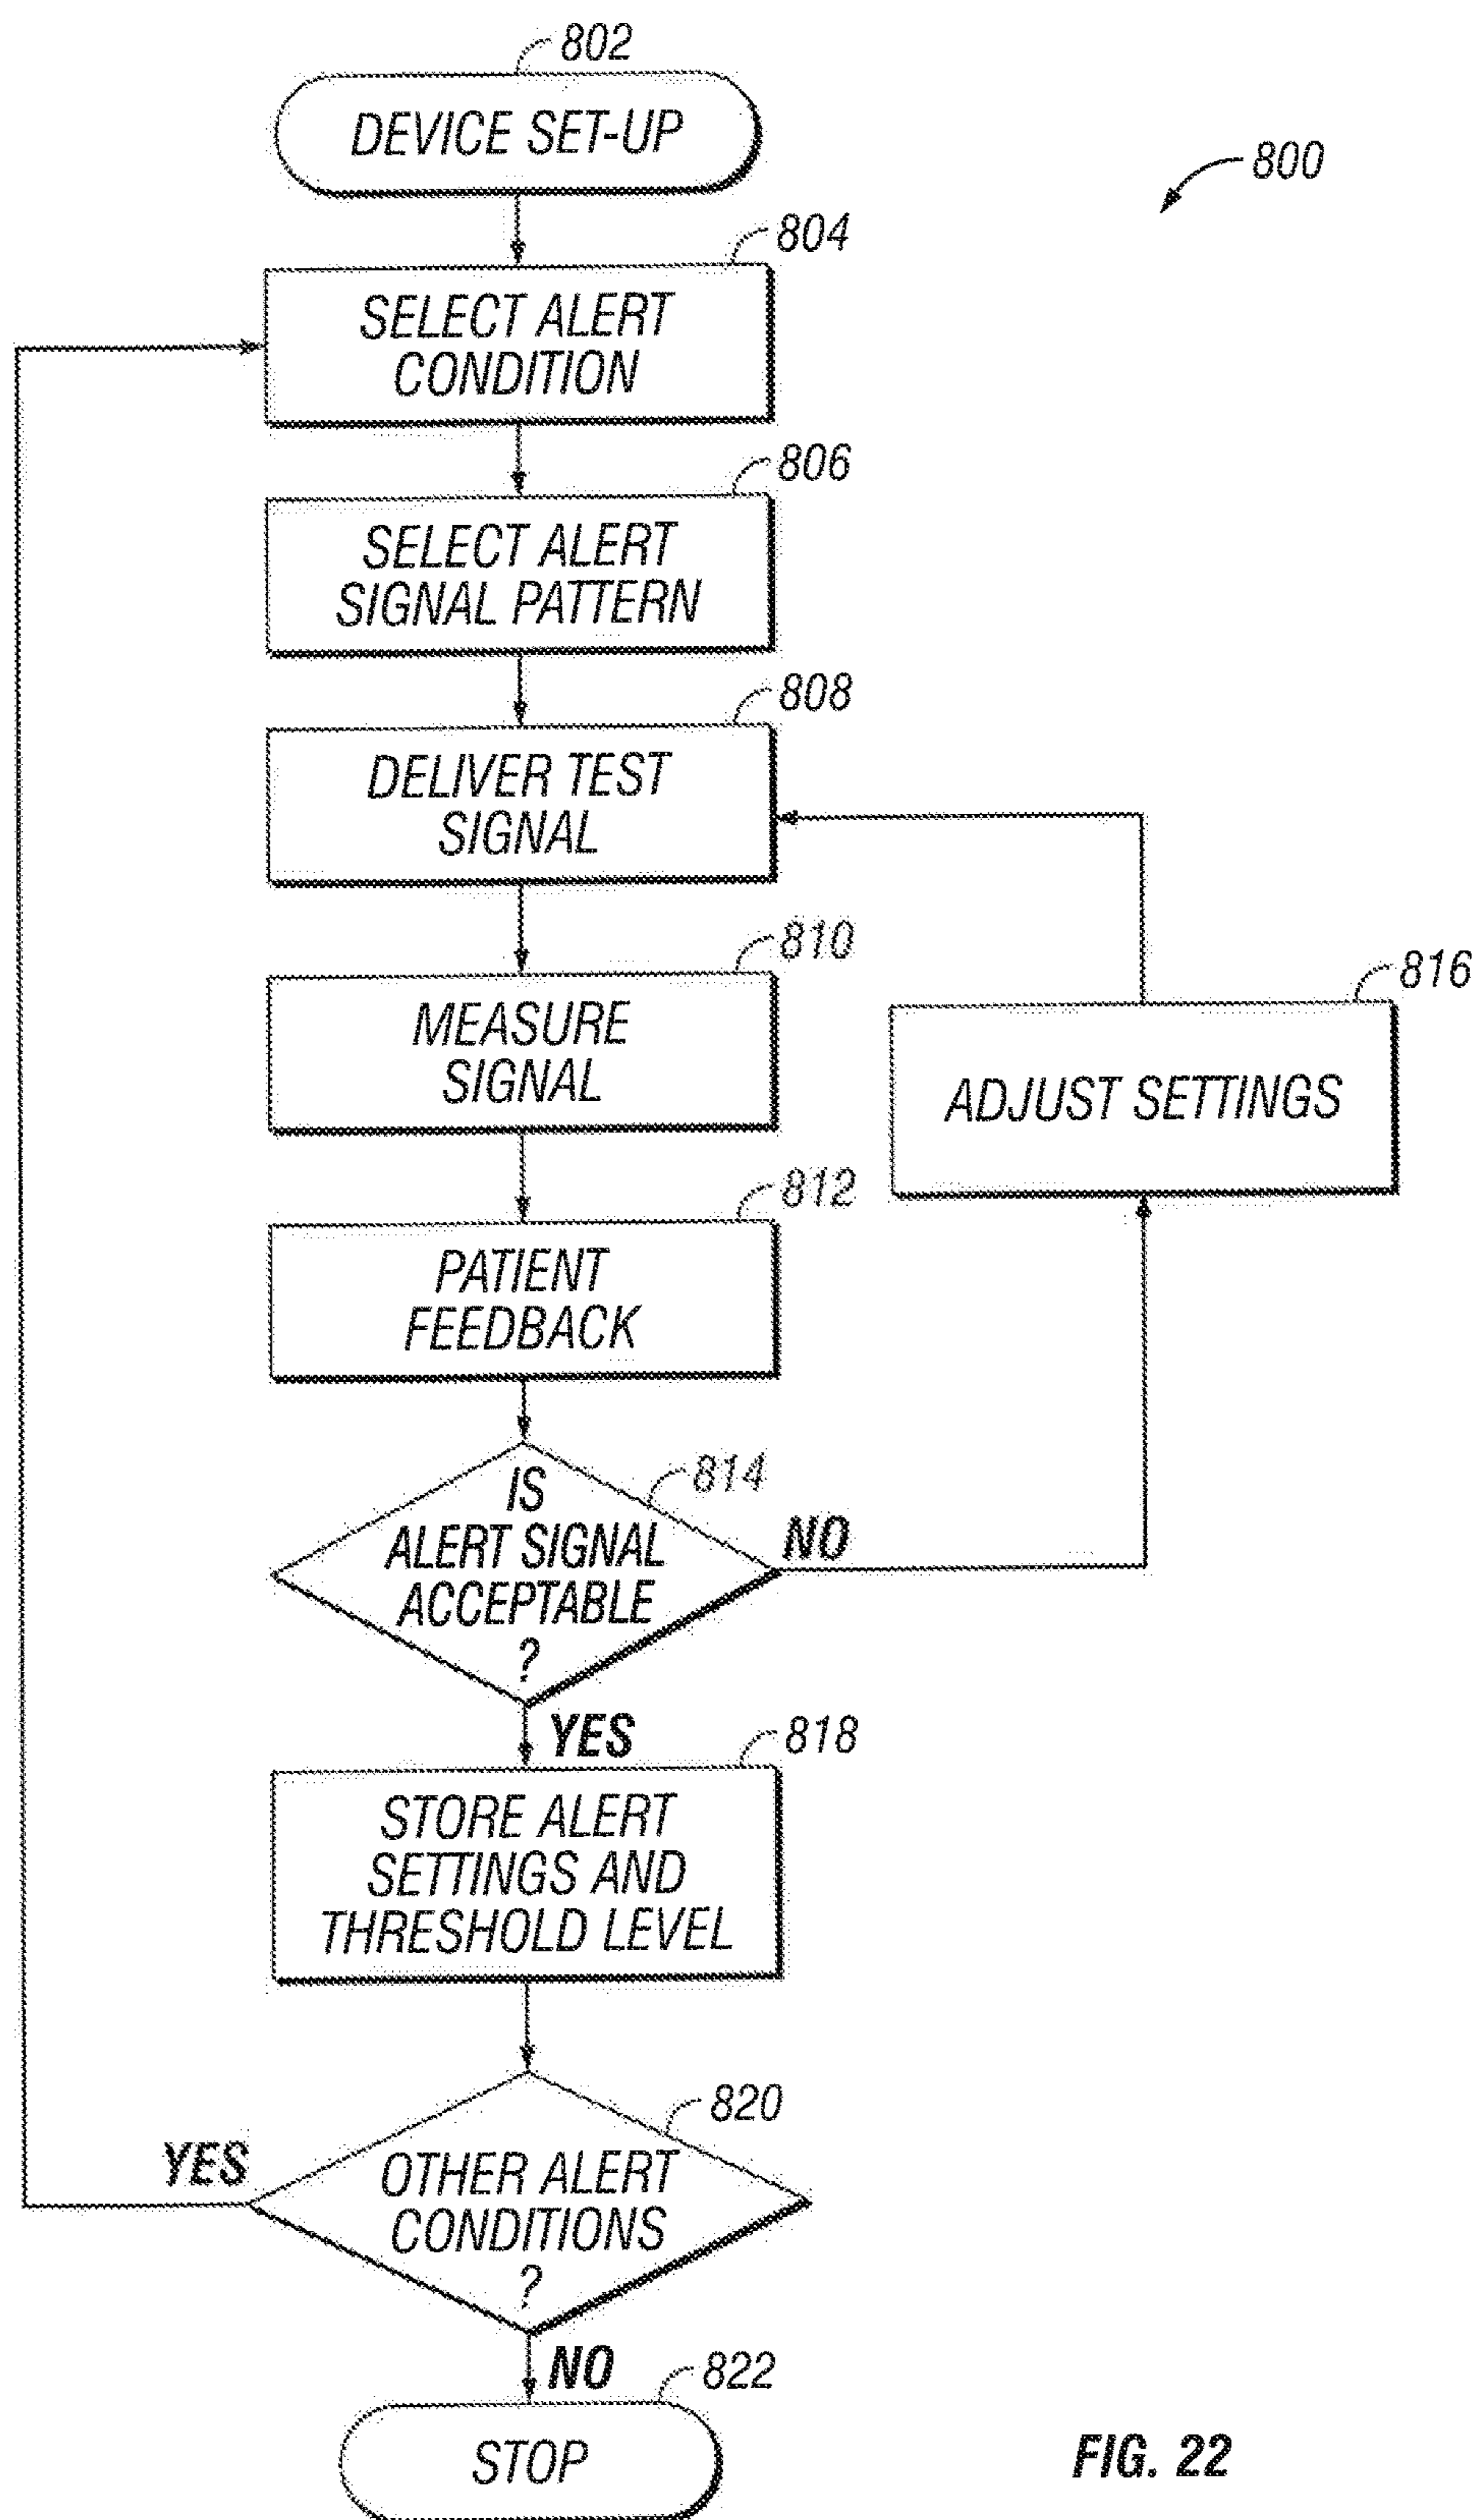 802
DEVICE SET-UP
800
804
SELECT ALERT
CONDITION
806
SELECT ALERT
SIGNAL PATTERN
808
DELIVER TEST
SIGNAL
810
MEASURE
SIGNAL
816
ADJUST SETTINGS
812
PATIENT
FEEDBACK
814
IS
ALERT SIGNAL
ACCEPTABLE
?
NO
YES
818
STORE ALERT
SETTINGS AND
THRESHOLD LEVEL
820
YES
OTHER ALERT
CONDITIONS
?
NO
822
STOP
FIG. 22